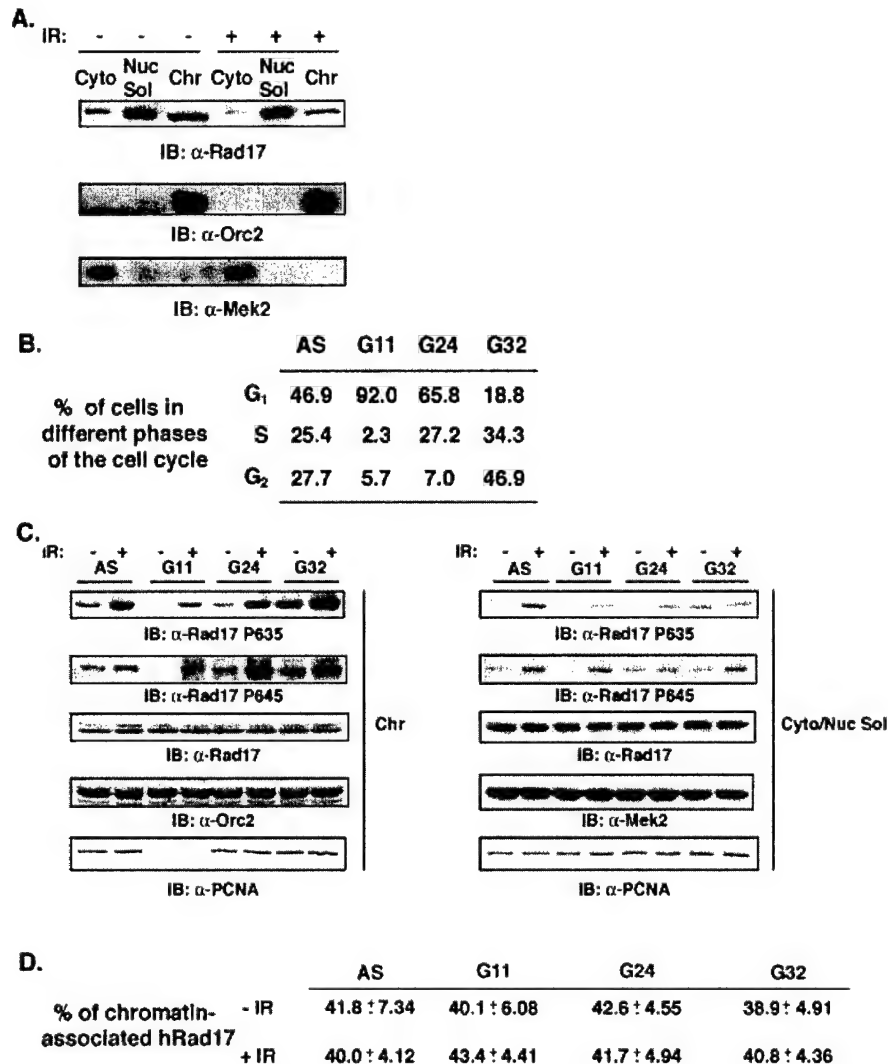 A.
IR: - - - + + +
Cyto Nuc Sol Chr Cyto Nuc Sol Chr
IB: α-Rad17
IB: α-Orc2
IB: α-Mek2
B.
AS G11 G24 G32
% of cells in different phases of the cell cycle
G1 46.9 92.0 65.8 18.8
S 25.4 2.3 27.2 34.3
G2 27.7 5.7 7.0 46.9
C.
IR: - + - + - + - +
AS G11 G24 G32
IB: α-Rad17 P635
IB: α-Rad17 P645
IB: α-Rad17
IB: α-Orc2
IB: α-PCNA
Chr
IR: - + - + - + - +
AS G11 G24 G32
IB: α-Rad17 P635
IB: α-Rad17 P645
IB: α-Rad17
IB: α-Mek2
IB: α-PCNA
Cyto/Nuc Sol
D.
AS G11 G24 G32
% of chromatin-associated hRad17
- IR 41.8 ± 7.34 40.1 ± 6.08 42.6 ± 4.55 38.9 ± 4.91
+ IR 40.0 ± 4.12 43.4 ± 4.41 41.7 ± 4.94 40.8 ± 4.36